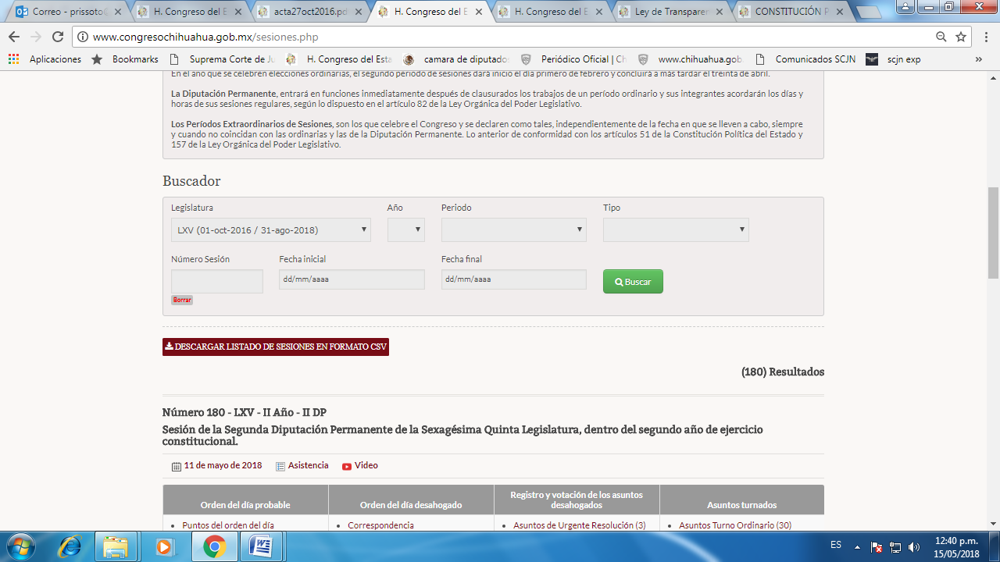 Correo - prissoto
H. Congreso del E
acta27oct2016.pd
H. Congreso del E
H. Congreso del E
Ley de Transparen
CONSTITUCIÓN P
www.congresochihuahua.gob.mx/sesiones.php
Aplicaciones
Bookmarks
Suprema Corte de Ju
H. Congreso del Esta
camara de diputado
Periódico Oficial | Ch
www.chihuahua.gob
Comunicados SCJN
scjn exp
»
En el año que se celebren elecciones ordinarias, el segundo período de sesiones dará inicio el día primero de febrero y concluirá a más tardar el treinta de abril.
La Diputación Permanente, entrará en funciones inmediatamente después de clausurados los trabajos de un período ordinario y sus integrantes acordarán los días y
horas de sus sesiones regulares, según lo dispuesto en el artículo 82 de la Ley Orgánica del Poder Legislativo.
Los Períodos Extraordinarios de Sesiones, son los que celebre el Congreso y se declaren como tales, independientemente de la fecha en que se lleven a cabo, siempre
y cuando no coincidan con las ordinarias y las de la Diputación Permanente. Lo anterior de conformidad con los artículos 51 de la Constitución Política del Estado y
157 de la Ley Orgánica del Poder Legislativo.
Buscador
Legislatura
Año
Periodo
Tipo
LXV (01-oct-2016 / 31-ago-2018)
Número Sesión
Fecha inicial
Fecha final
dd/mm/aaaa
dd/mm/aaaa
Buscar
Borrar
DESCARGAR LISTADO DE SESIONES EN FORMATO CSV
(180) Resultados
Número 180 - LXV - II Año - II DP
Sesión de la Segunda Diputación Permanente de la Sexagésima Quinta Legislatura, dentro del segundo año de ejercicio
constitucional.
11 de mayo de 2018
Asistencia
Video
Orden del día probable
Orden del día desahogado
Registro y votación de los asuntos
desahogados
Asuntos turnados
• Puntos del orden del día
• Correspondencia
• Asuntos de Urgente Resolución (3)
• Asuntos Turno Ordinario (30)
ES
12:40 p.m.
15/05/2018